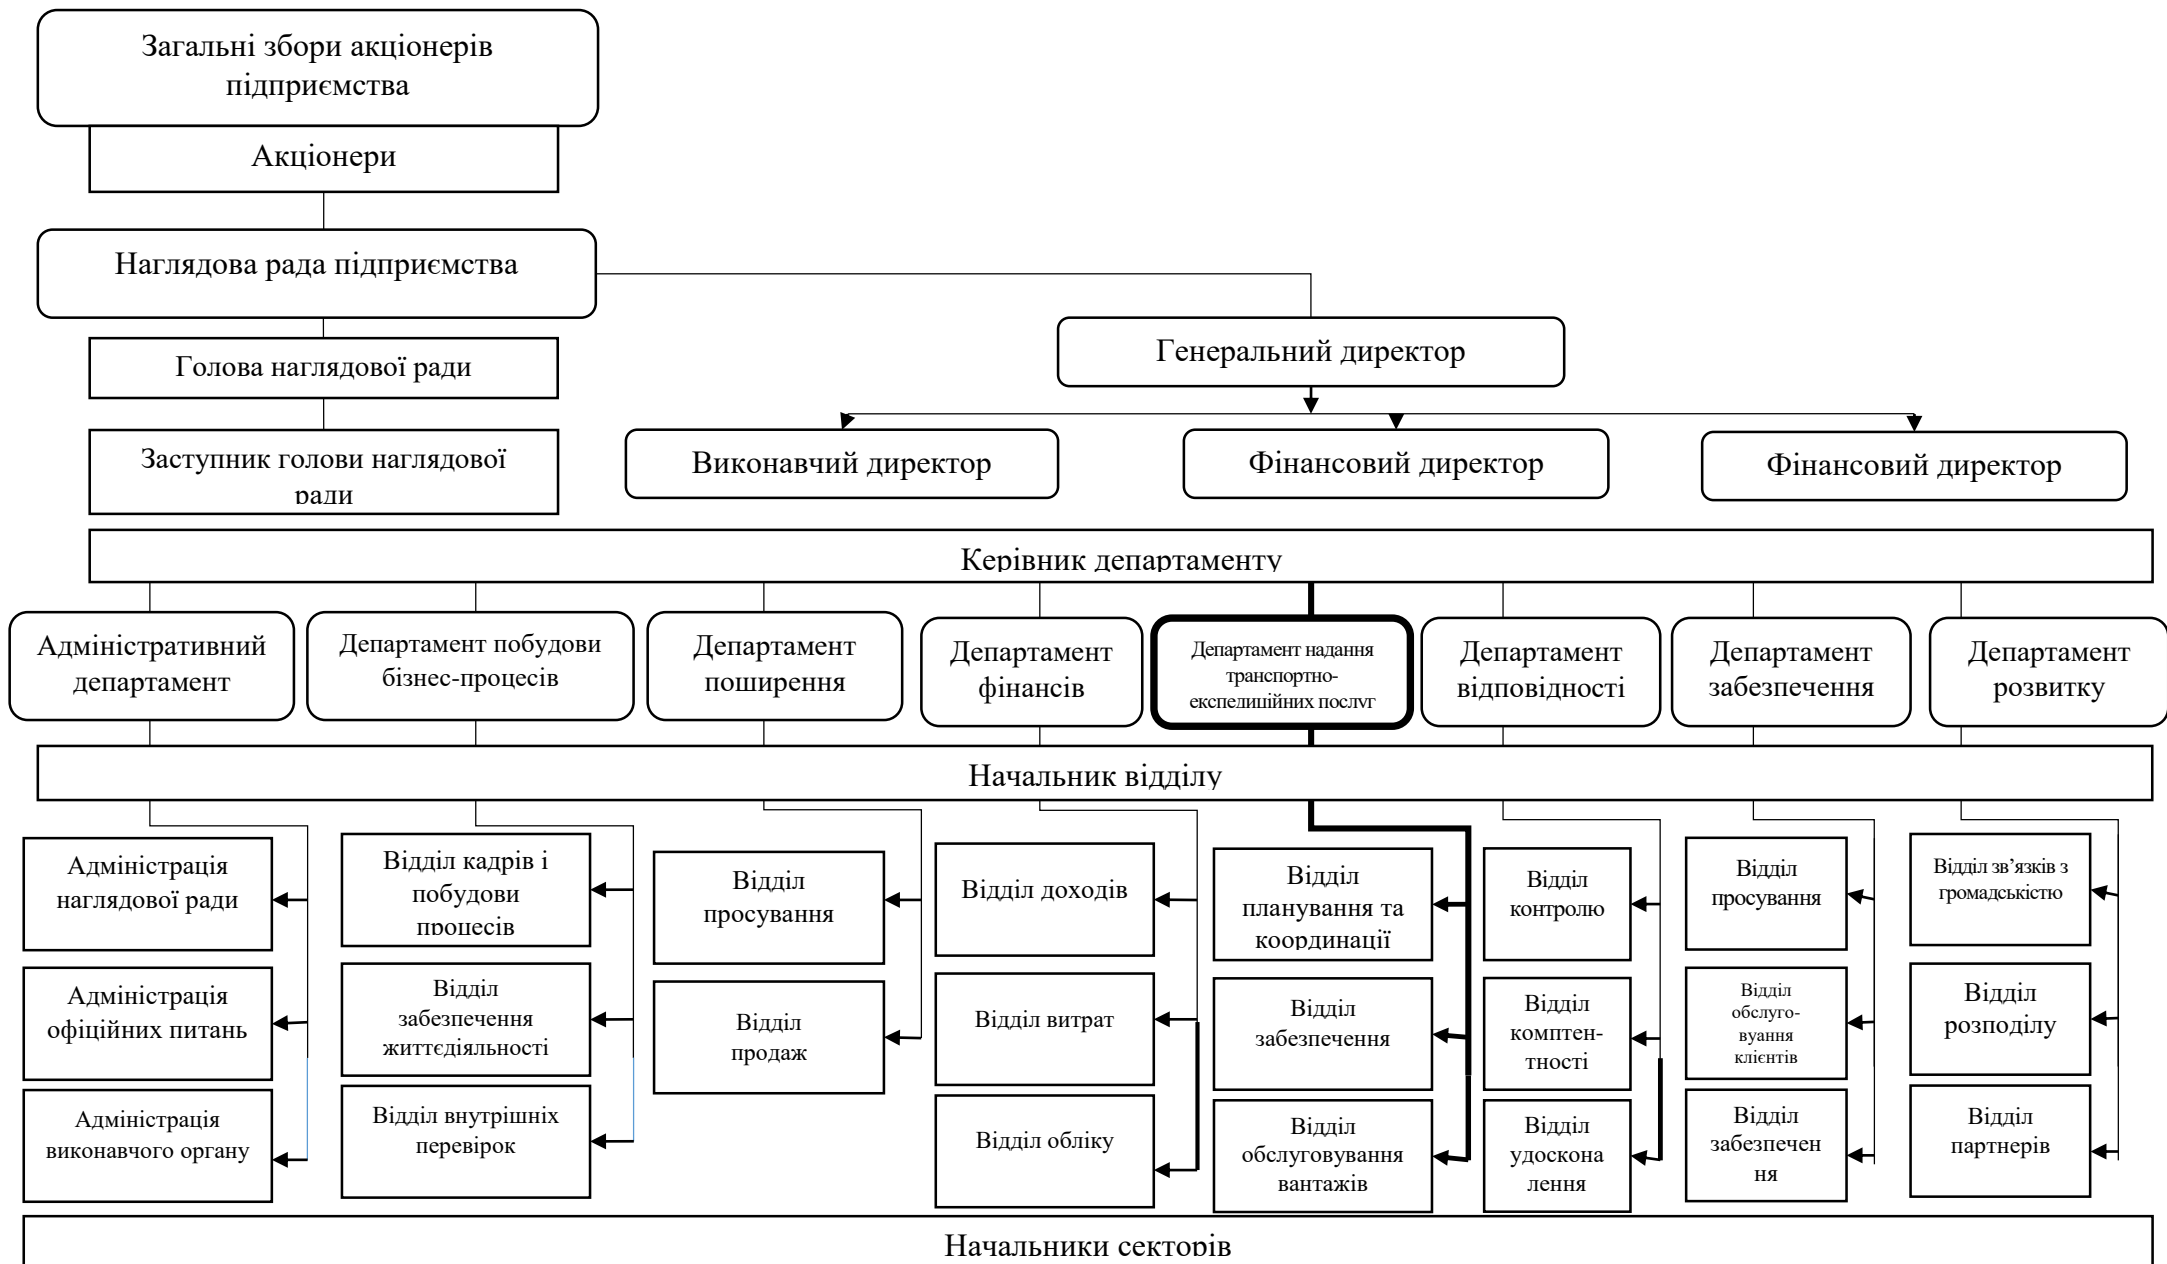 Загальні збори акціонерів
підприємства
Акціонери
Наглядова рада підприємства
Голова наглядової ради
Заступник голови наглядової
ради
Генеральний директор
Виконавчий директор
Фінансовий директор
Фінансовий директор
Керівник департаменту
Адміністративний
департамент
Департамент побудови
бізнес-процесів
Департамент
поширення
Департамент
фінансів
Департамент надання
транспортно-
експедиційних послуг
Департамент
відповідності
Департамент
забезпечення
Департамент
розвитку
Начальник відділу
Адміністрація
наглядової ради
Адміністрація
офіційних питань
Адміністрація
виконавчого органу
Відділ кадрів і
побудови
процесів
Відділ
забезпечення
життєдіяльності
Відділ внутрішніх
перевірок
Відділ
просування
Відділ
продаж
Відділ доходів
Відділ витрат
Відділ обліку
Відділ
планування та
координації
Відділ
забезпечення
Відділ
обслуговування
вантажів
Відділ
контролю
Відділ
комптен-
тності
Відділ
удоскона
лення
Відділ
просування
Відділ
обслуго-
вуання
клієнтів
Відділ
забезпечен
ня
Відділ зв’язків з
громадськістю
Відділ
розподілу
Відділ
партнерів
Начальники секторів